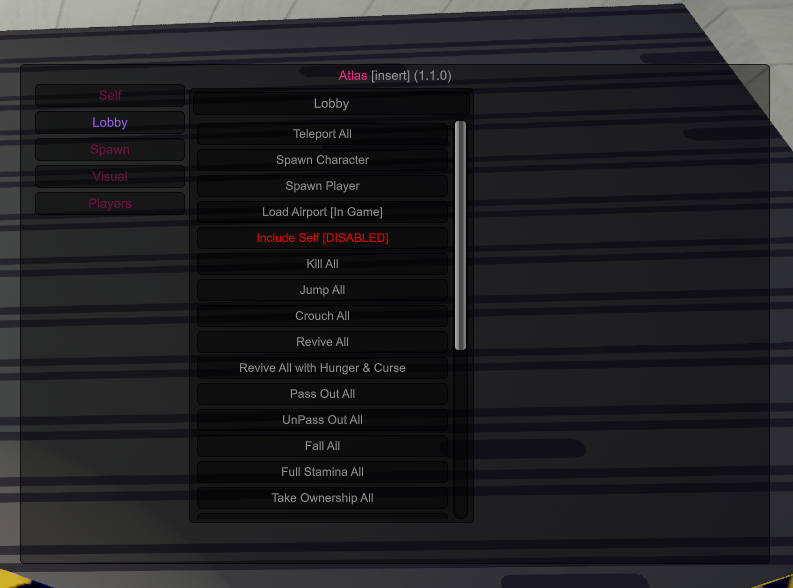 Atlas [insert] (1.1.0)
Self
Lobby
Spawn
Visual
Players
Lobby
Teleport All
Spawn Character
Spawn Player
Load Airport [In Game]
Include Self [DISABLED]
Kill All
Jump All
Crouch All
Revive All
Revive All with Hunger & Curse
Pass Out All
UnPass Out All
Fall All
Full Stamina All
Take Ownership All